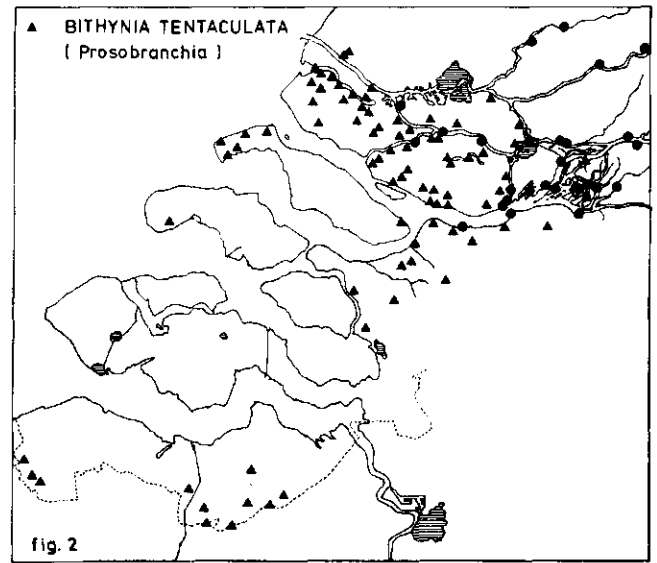 ▲ BITHYNIA TENTACULATA
( Prosobranchia )
fig. 2